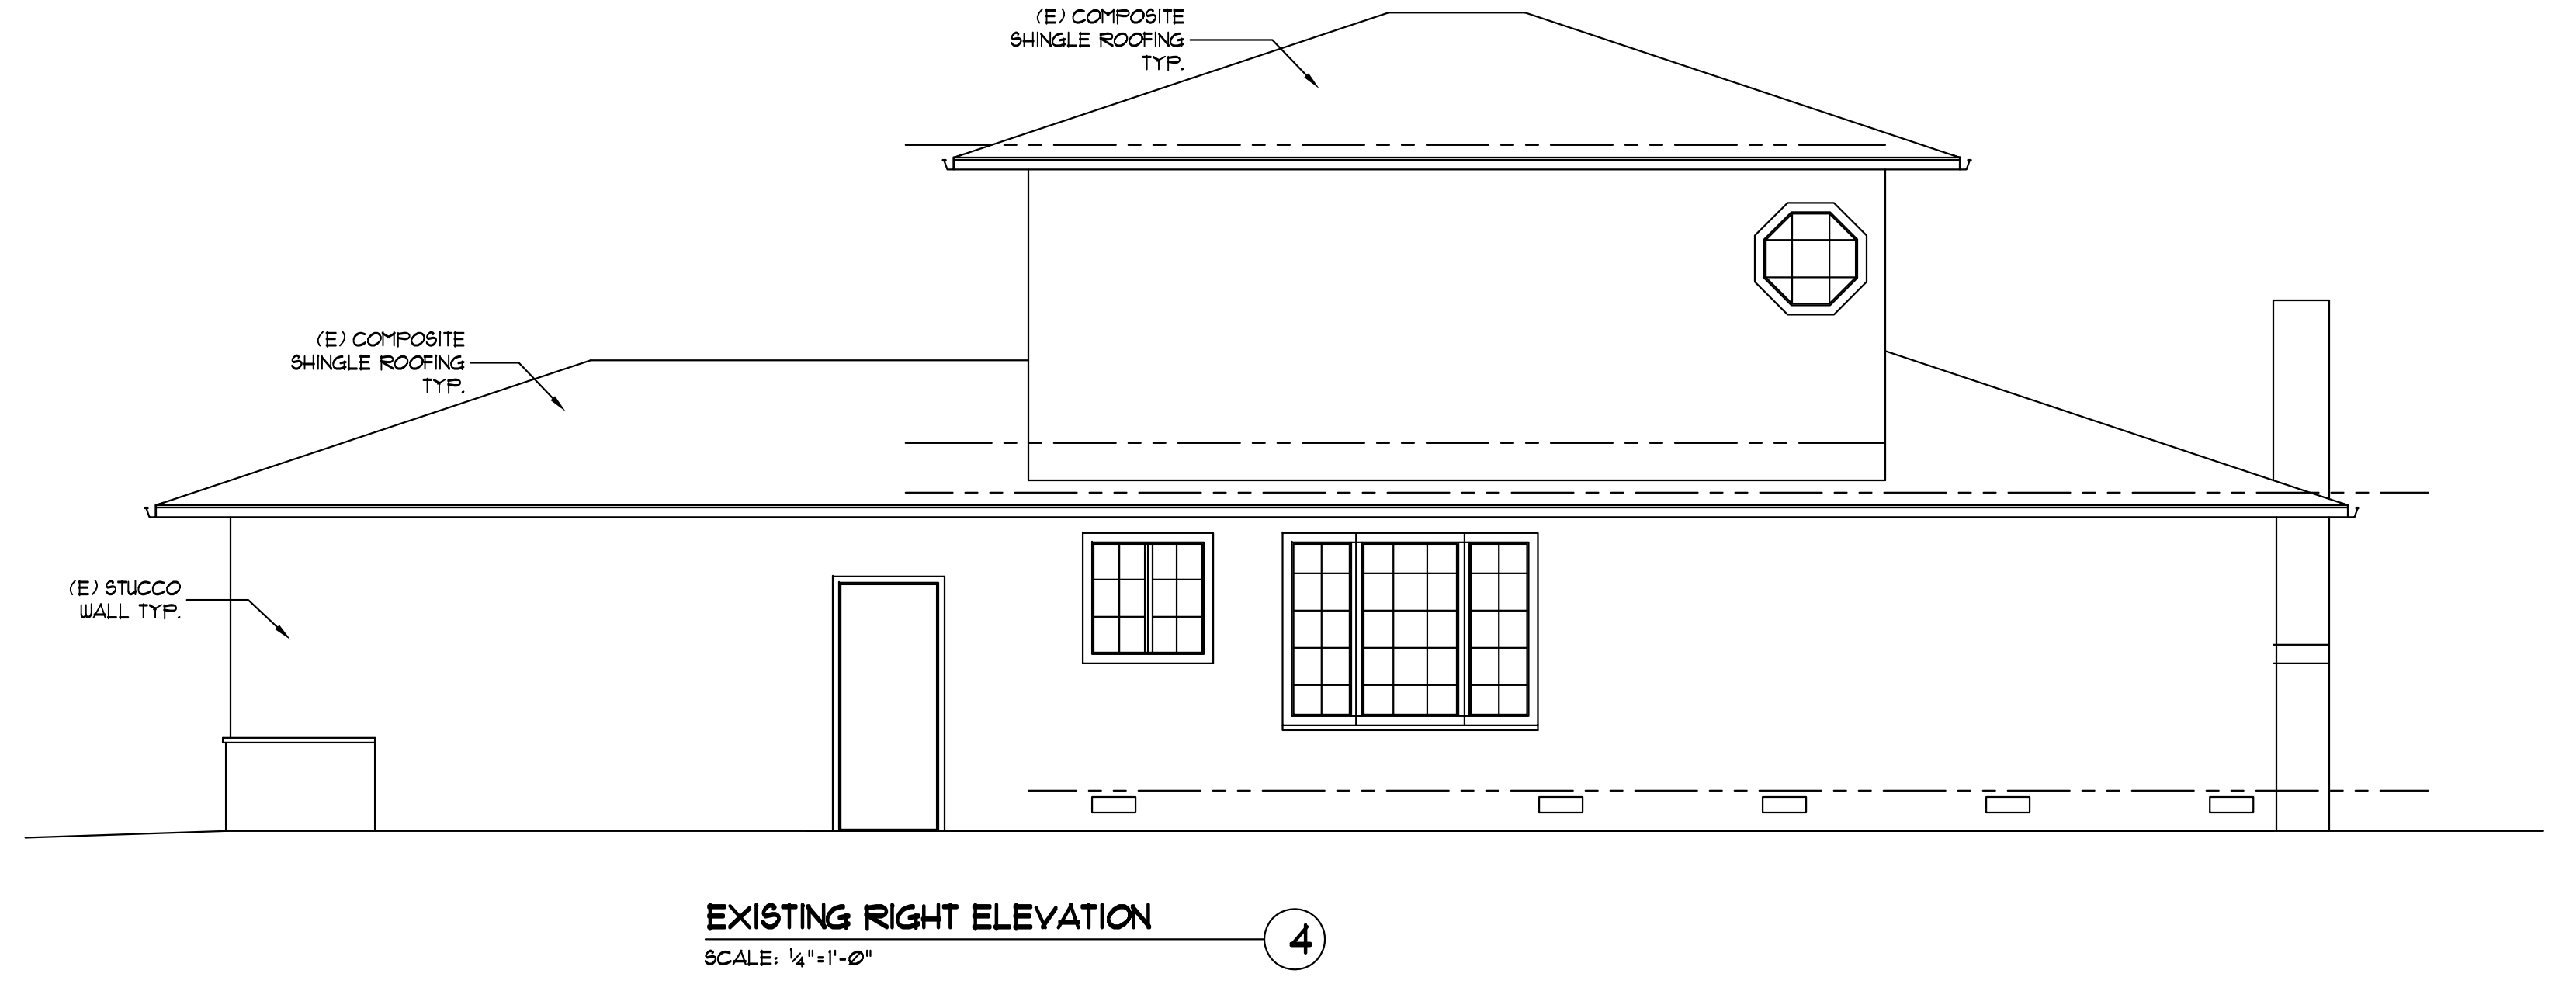 (E) COMPOSITE
SHINGLE ROOFING
TYP.
(E) COMPOSITE
SHINGLE ROOFING
TYP.
(E) STUCCO
WALL TYP.
EXISTING RIGHT ELEVATION
4
SCALE: ¼"=1'-0"